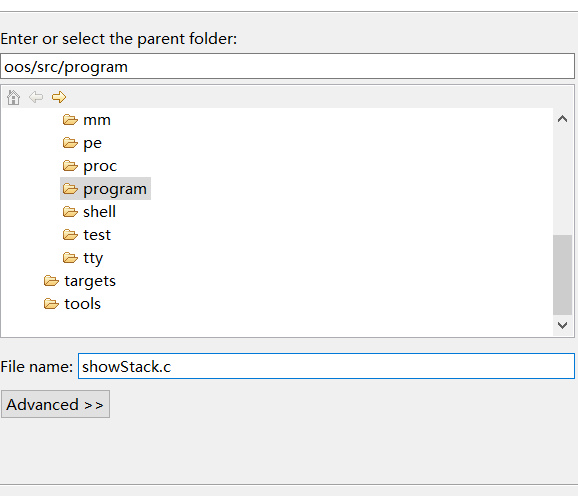 Enter or select the parent folder:
oos/src/program
mm
pe
proc
program
shell
test
tty
targets
tools
File name: showStack.c
Advanced >>